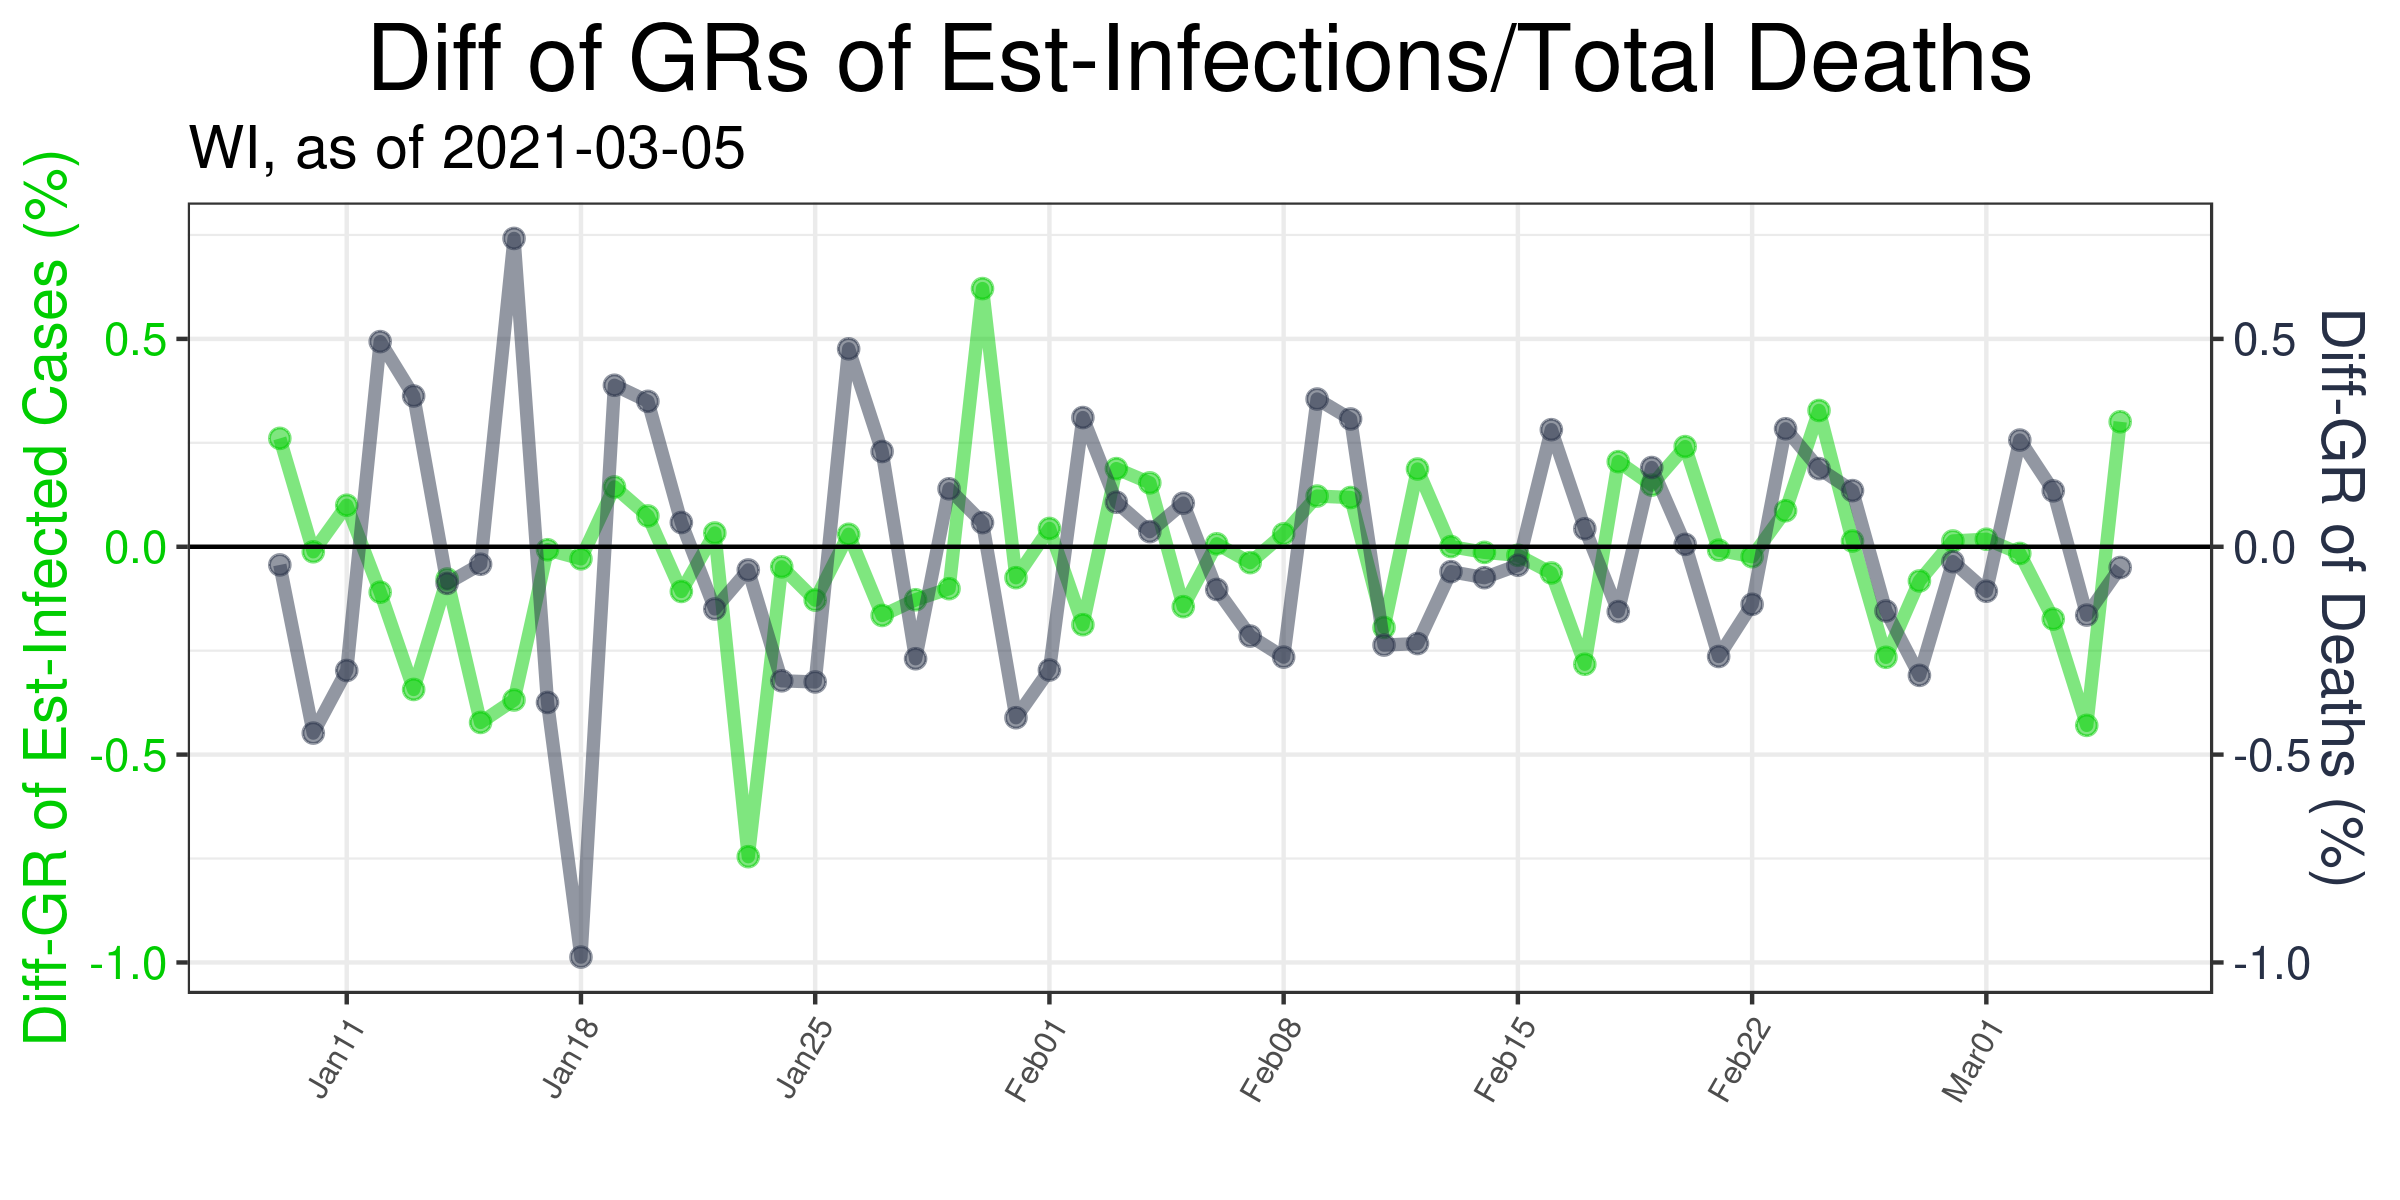 Diff of GRs of Est-Infections/Total Deaths
WI, as of 2021-03-05
Diff-GR of Est-Infected Cases (%)
0.5
0.0
-0.5
-1.0
0.5
0.0
-0.5
-1.0
Diff-GR of Deaths (%)
Jan11
Jan18
Jan25
Feb01
Feb08
Feb15
Feb22
Mar01